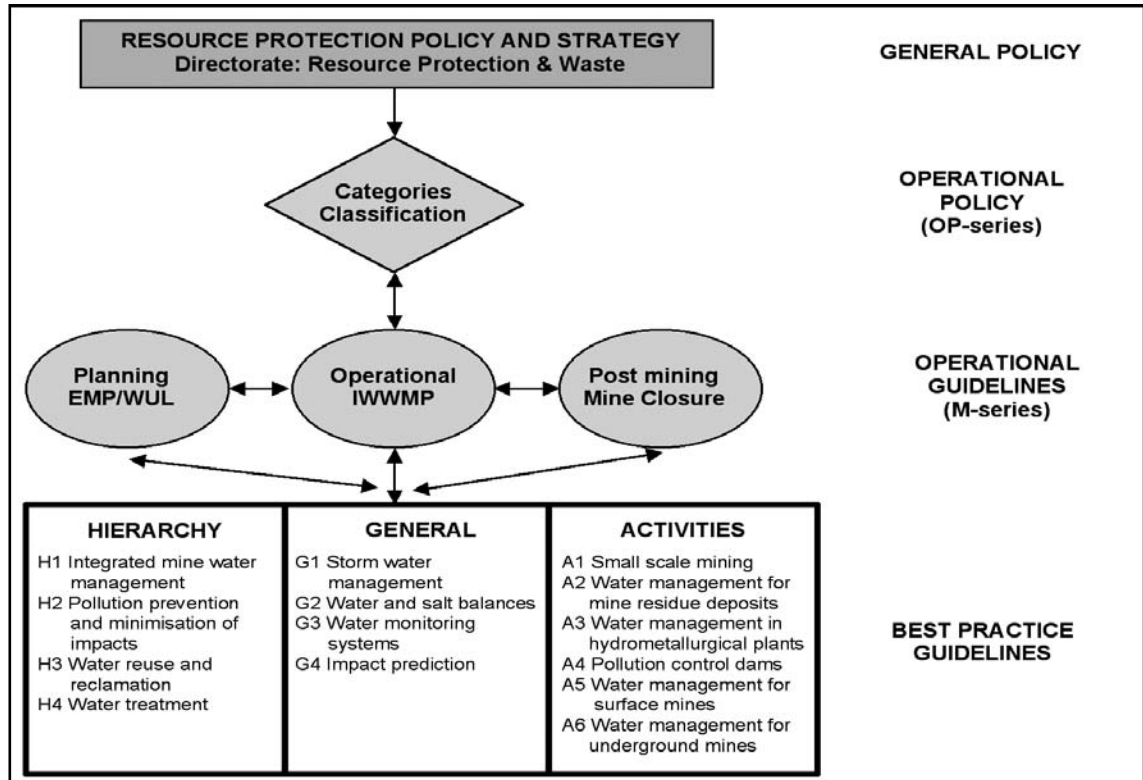 RESOURCE PROTECTION POLICY AND STRATEGY
Directorate: Resource Protection & Waste
GENERAL POLICY
Categories
Classification
OPERATIONAL
POLICY
(OP-series)
Planning
EMP/WUL
Operational
IWWMP
Post mining
Mine Closure
OPERATIONAL
GUIDELINES
(M-series)
HIERARCHY
H1 Integrated mine water
management
H2 Pollution prevention
and minimisation of
impacts
H3 Water reuse and
reclamation
H4 Water treatment
GENERAL
G1 Storm water
management
G2 Water and salt balances
G3 Water monitoring
systems
G4 Impact prediction
ACTIVITIES
A1 Small scale mining
A2 Water management for
mine residue deposits
A3 Water management in
hydrometallurgical plants
A4 Pollution control dams
A5 Water management for
surface mines
A6 Water management for
underground mines
BEST PRACTICE
GUIDELINES